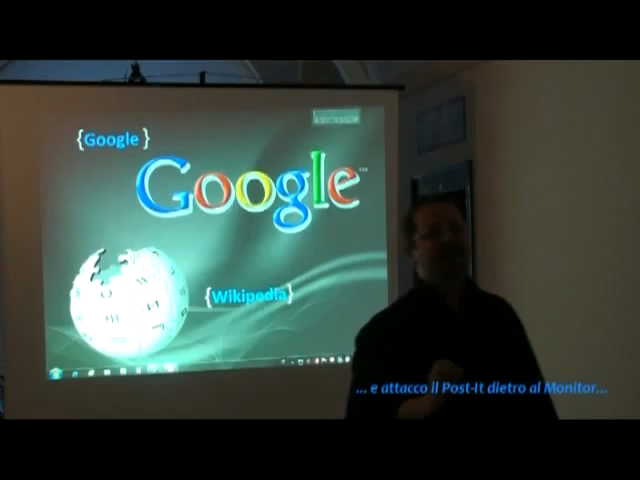 {Google }
Google
{Wikipedia}
... e attacco il Post-It dietro al Monitor...